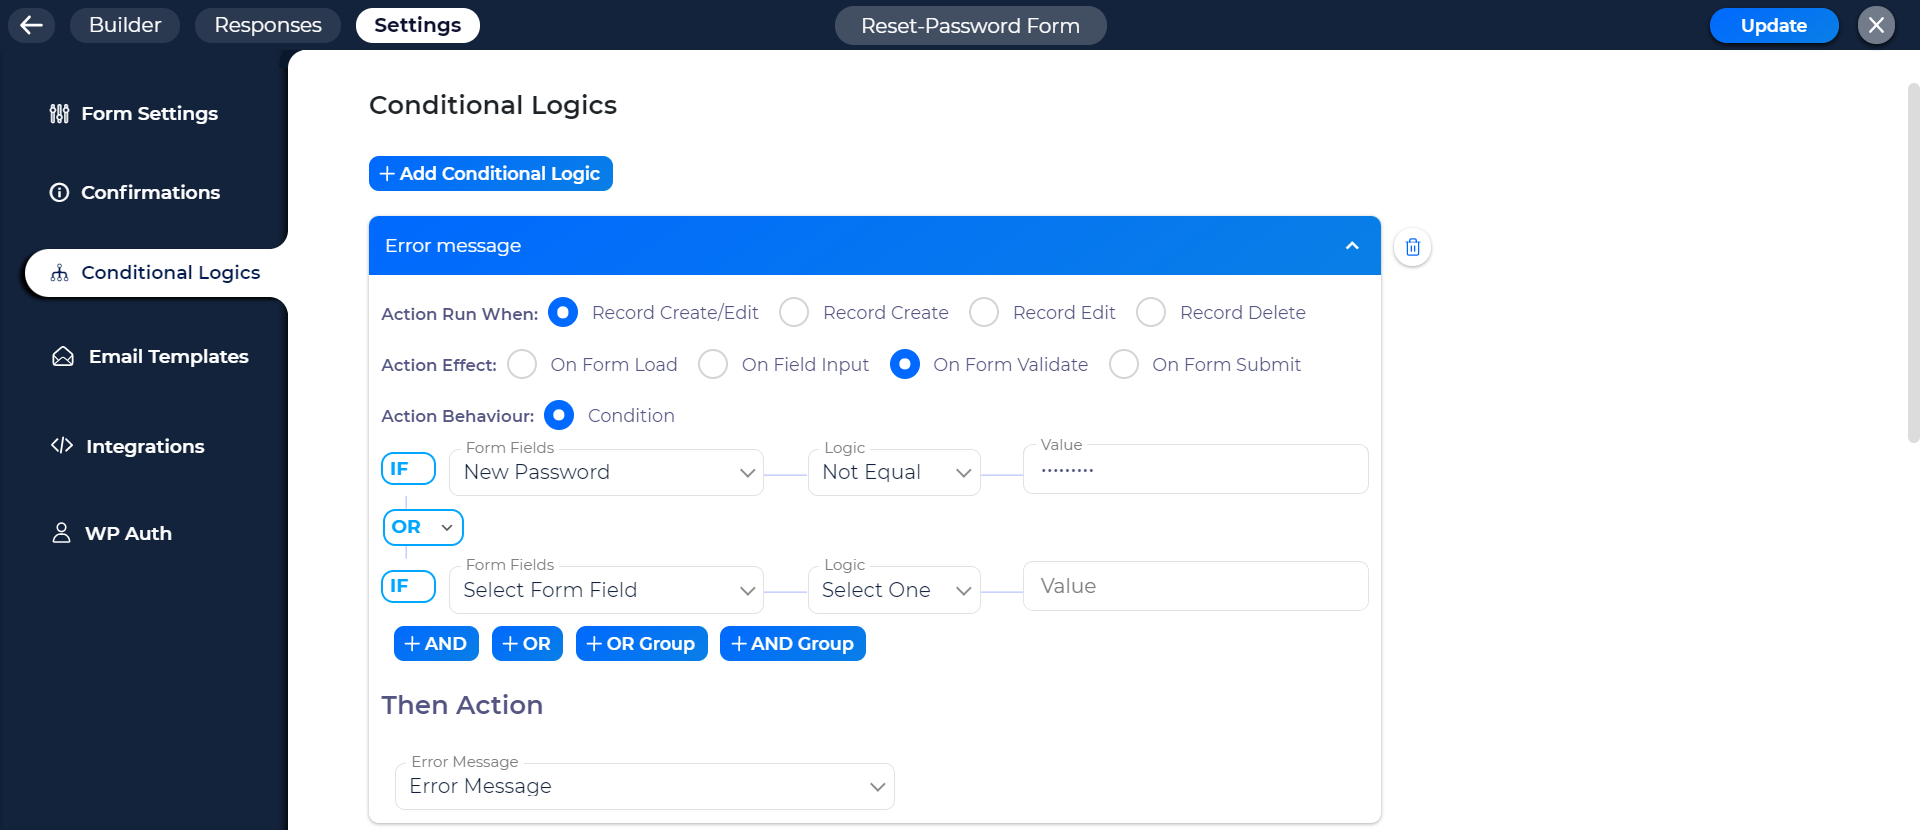 Builder Responses Settings Reset-Password Form Update
Form Settings
Confirmations
Conditional Logics
Email Templates
Integrations
WP Auth
Conditional Logics
Add Conditional Logic
Error message
Action Run When: Record Create/Edit Record Create Record Edit Record Delete
Action Effect: On Form Load On Field Input On Form Validate On Form Submit
Action Behaviour: Condition
Form Fields Logic Value
IF New Password Not Equal •••••••••
OR
Form Fields Logic
IF Select Form Field Select One Value
AND OR OR Group AND Group
Then Action
Error Message
Error Message